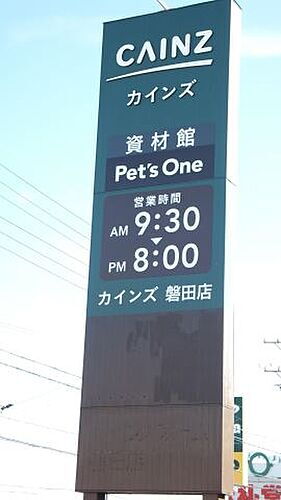 CAINZ
カインズ
資材館
Pet's One
営業時間
AM 9:30
PM 8:00
カインズ 磐田店